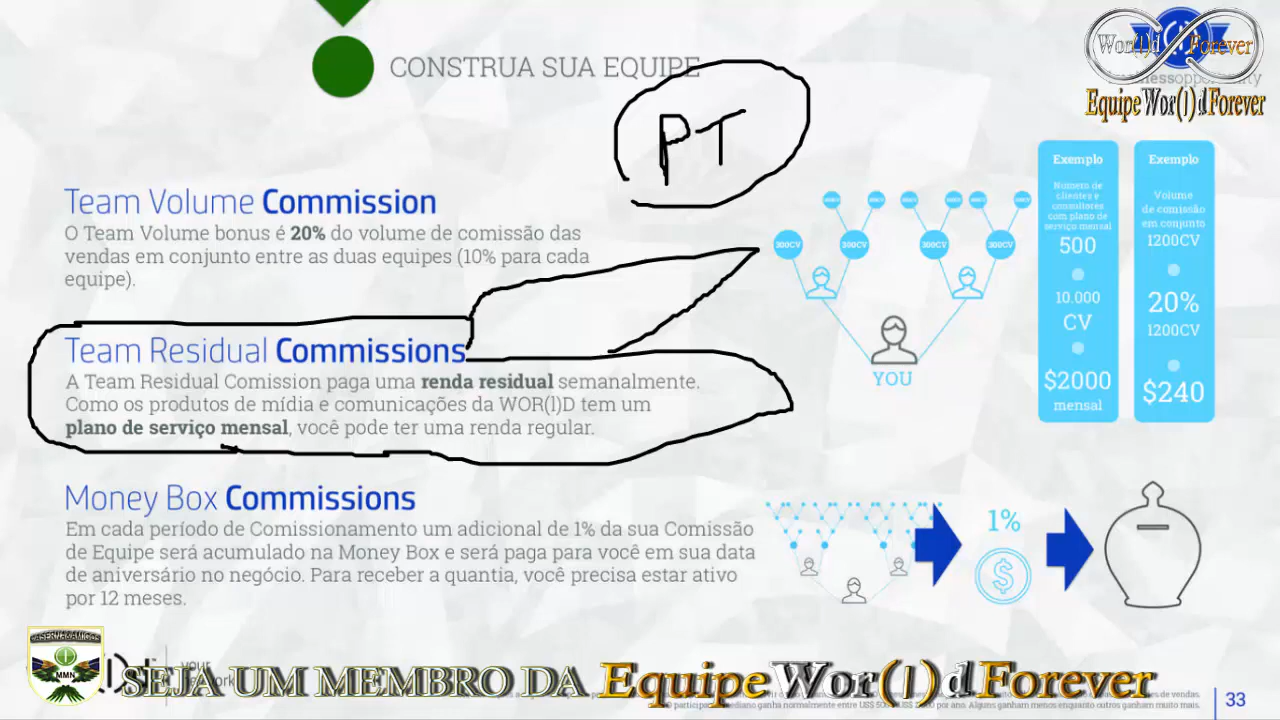 CONSTRUA SUA EQUIPE
Wor(l)d Forever
Equipe Wor(l)d Forever
PT
Team Volume Commission
O Team Volume bonus é 20% do volume de comissão das
vendas em conjunto entre as duas equipes (10% para cada
equipe).
Team Residual Commissions
A Team Residual Comission paga uma renda residual semanalmente.
Como os produtos de mídia e comunicações da WOR(l)D tem um
plano de serviço mensal, você pode ter uma renda regular.
300CV
300CV
300CV
300CV
YOU
Exemplo
Número de
clientes e
consultores
com plano de
serviço mensal
500
10.000
CV
$2000
mensal
Exemplo
Volume
de comissão
em conjunto
1200CV
20%
1200CV
$240
Money Box Commissions
Em cada período de Comissionamento um adicional de 1% da sua Comissão
de Equipe será acumulado na Money Box e será paga para você em sua data
de aniversário no negócio. Para receber a quantia, você precisa estar ativo
por 12 meses.
1%
$
MMN
SEJA UM MEMBRO DA Equipe Wor(l)d Forever
33